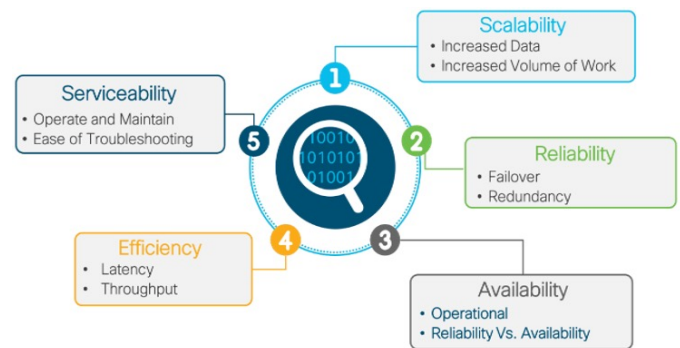 1
Scalability
• Increased Data
• Increased Volume of Work
2
Reliability
• Failover
• Redundancy
3
Availability
• Operational
• Reliability Vs. Availability
4
Efficiency
• Latency
• Throughput
5
Serviceability
• Operate and Maintain
• Ease of Troubleshooting
10010
1010101
01001